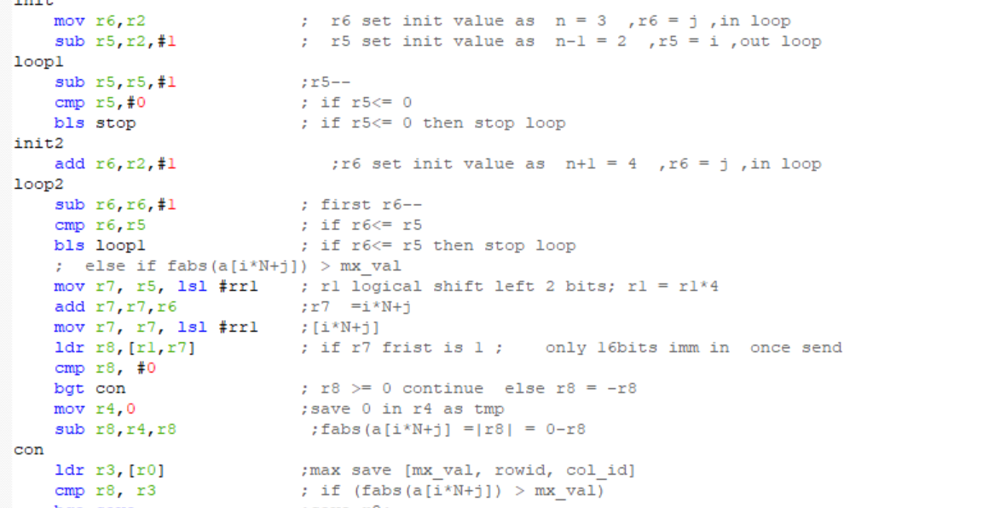 init
mov r6,r2 ; r6 set init value as n = 3 ,r6 = j ,in loop
sub r5,r2,#1 ; r5 set init value as n-1 = 2 ,r5 = i ,out loop
loop1
sub r5,r5,#1 ;r5--
cmp r5,#0 ; if r5<= 0
bls stop ; if r5<= 0 then stop loop
init2
add r6,r2,#1 ;r6 set init value as n+1 = 4 ,r6 = j ,in loop
loop2
sub r6,r6,#1 ; first r6--
cmp r6,r5 ; if r6<= r5
bls loop1 ; if r6<= r5 then stop loop
; else if fabs(a[i*N+j]) > mx_val
mov r7, r5, lsl #rr1 ; r1 logical shift left 2 bits; r1 = r1*4
add r7,r7,r6 ;r7 =i*N+j
mov r7, r7, lsl #rr1 ;[i*N+j]
ldr r8,[r1,r7] ; if r7 frist is 1 ; only 16bits imm in once send
cmp r8, #0
bgt con ; r8 >= 0 continue else r8 = -r8
mov r4,0 ;save 0 in r4 as tmp
sub r8,r4,r8 ;fabs(a[i*N+j] =|r8| = 0-r8
con
ldr r3,[r0] ;max save [mx_val, rowid, col_id]
cmp r8, r3 ; if (fabs(a[i*N+j]) > mx_val)